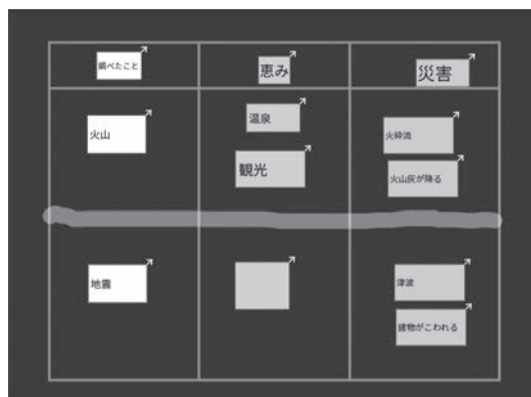 調べたこと
恵み
災害
火山
温泉
観光
火砕流
火山灰が降る
地震
津波
建物がこわれる